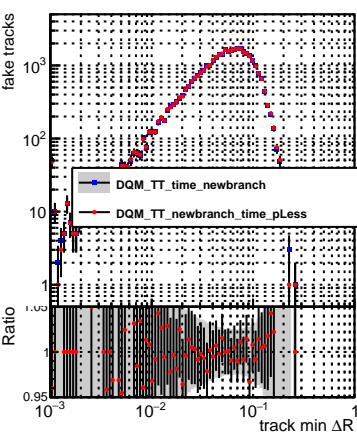 fake tracks
10³
10²
10
1
DQM_TT_time_newbranch
DQM_TT_newbranch_time_pLess
Ratio
1.05
1
0.95
10⁻³ 10⁻² 10⁻¹ 1
track min ΔR